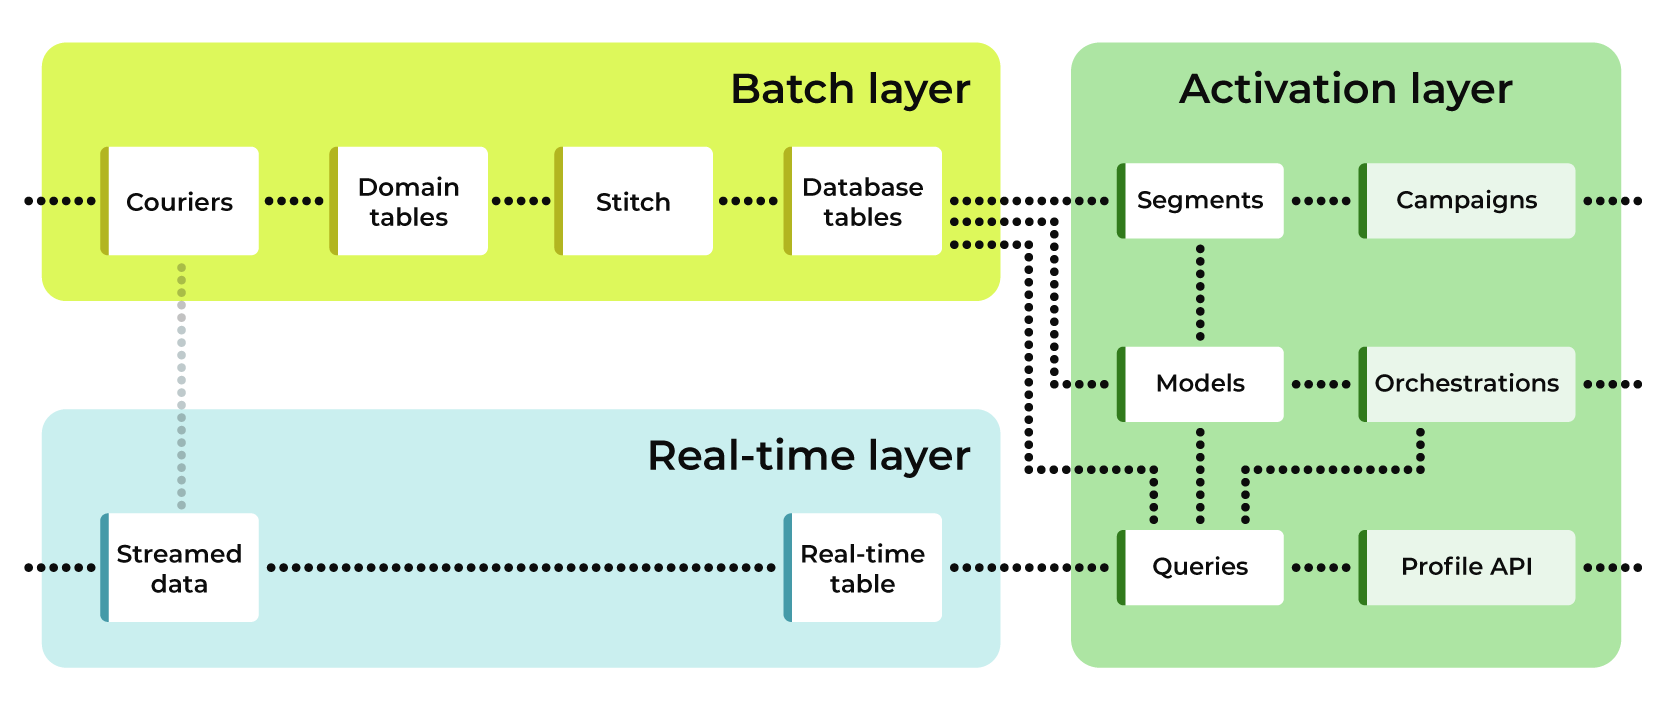 Batch layer
Couriers
Domain
tables
Stitch
Database
tables
Real-time layer
Streamed
data
Real-time
table
Activation layer
Segments
Campaigns
Models
Orchestrations
Queries
Profile API